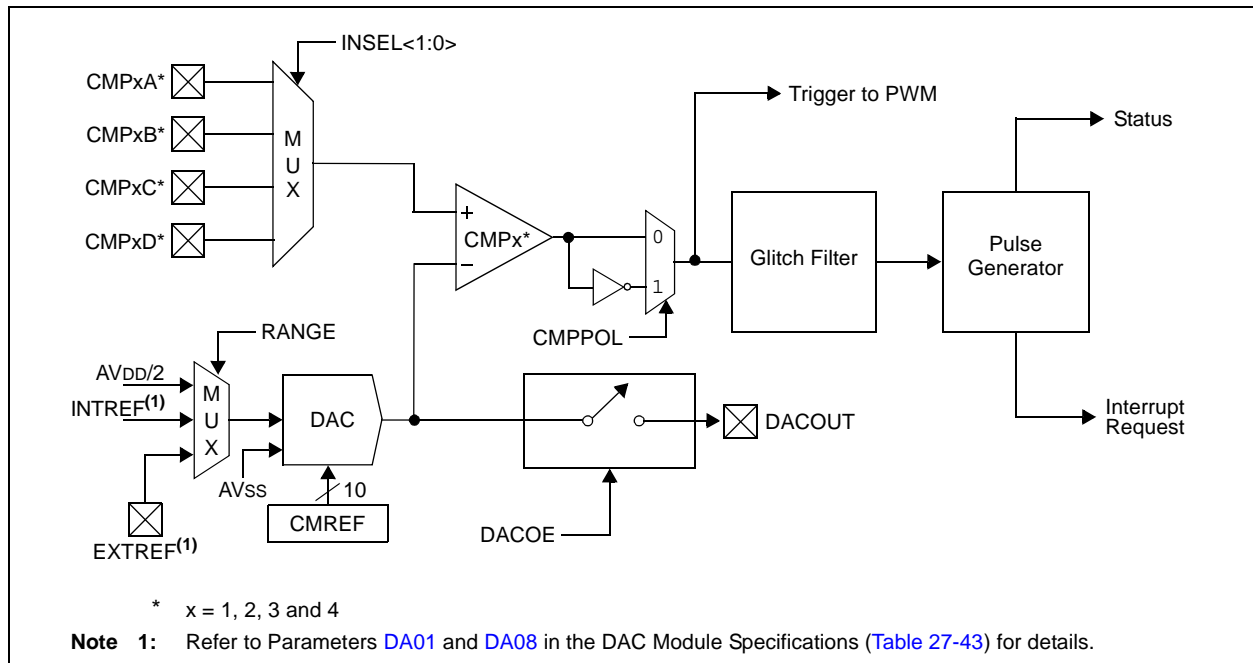 INSEL<1:0>
CMPxA*
CMPxB*
CMPxC*
CMPxD*
M
U
X
Trigger to PWM
Status
+
CMPx*
–
0
1
CMPPOL
Glitch Filter
Pulse
Generator
Interrupt
Request
RANGE
AVDD/2
INTREF(1)
EXTREF(1)
M
U
X
AVSS
DAC
10
CMREF
DACOUT
DACOE
* x = 1, 2, 3 and 4
Note 1: Refer to Parameters DA01 and DA08 in the DAC Module Specifications (Table 27-43) for details.